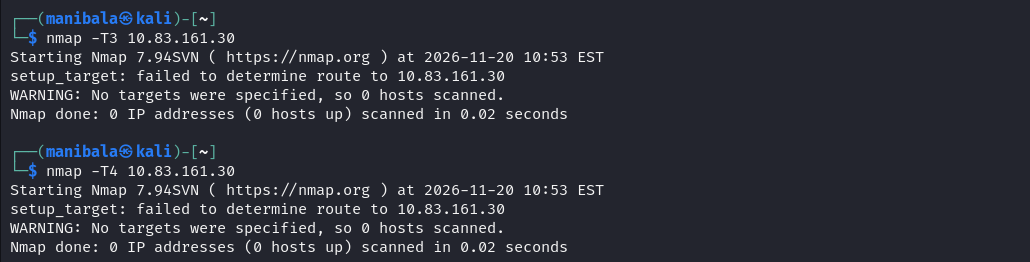 ┌──(manibala㉿kali)-[~]
└─$ nmap -T3 10.83.161.30
Starting Nmap 7.94SVN ( https://nmap.org ) at 2026-11-20 10:53 EST
setup_target: failed to determine route to 10.83.161.30
WARNING: No targets were specified, so 0 hosts scanned.
Nmap done: 0 IP addresses (0 hosts up) scanned in 0.02 seconds
┌──(manibala㉿kali)-[~]
└─$ nmap -T4 10.83.161.30
Starting Nmap 7.94SVN ( https://nmap.org ) at 2026-11-20 10:53 EST
setup_target: failed to determine route to 10.83.161.30
WARNING: No targets were specified, so 0 hosts scanned.
Nmap done: 0 IP addresses (0 hosts up) scanned in 0.02 seconds